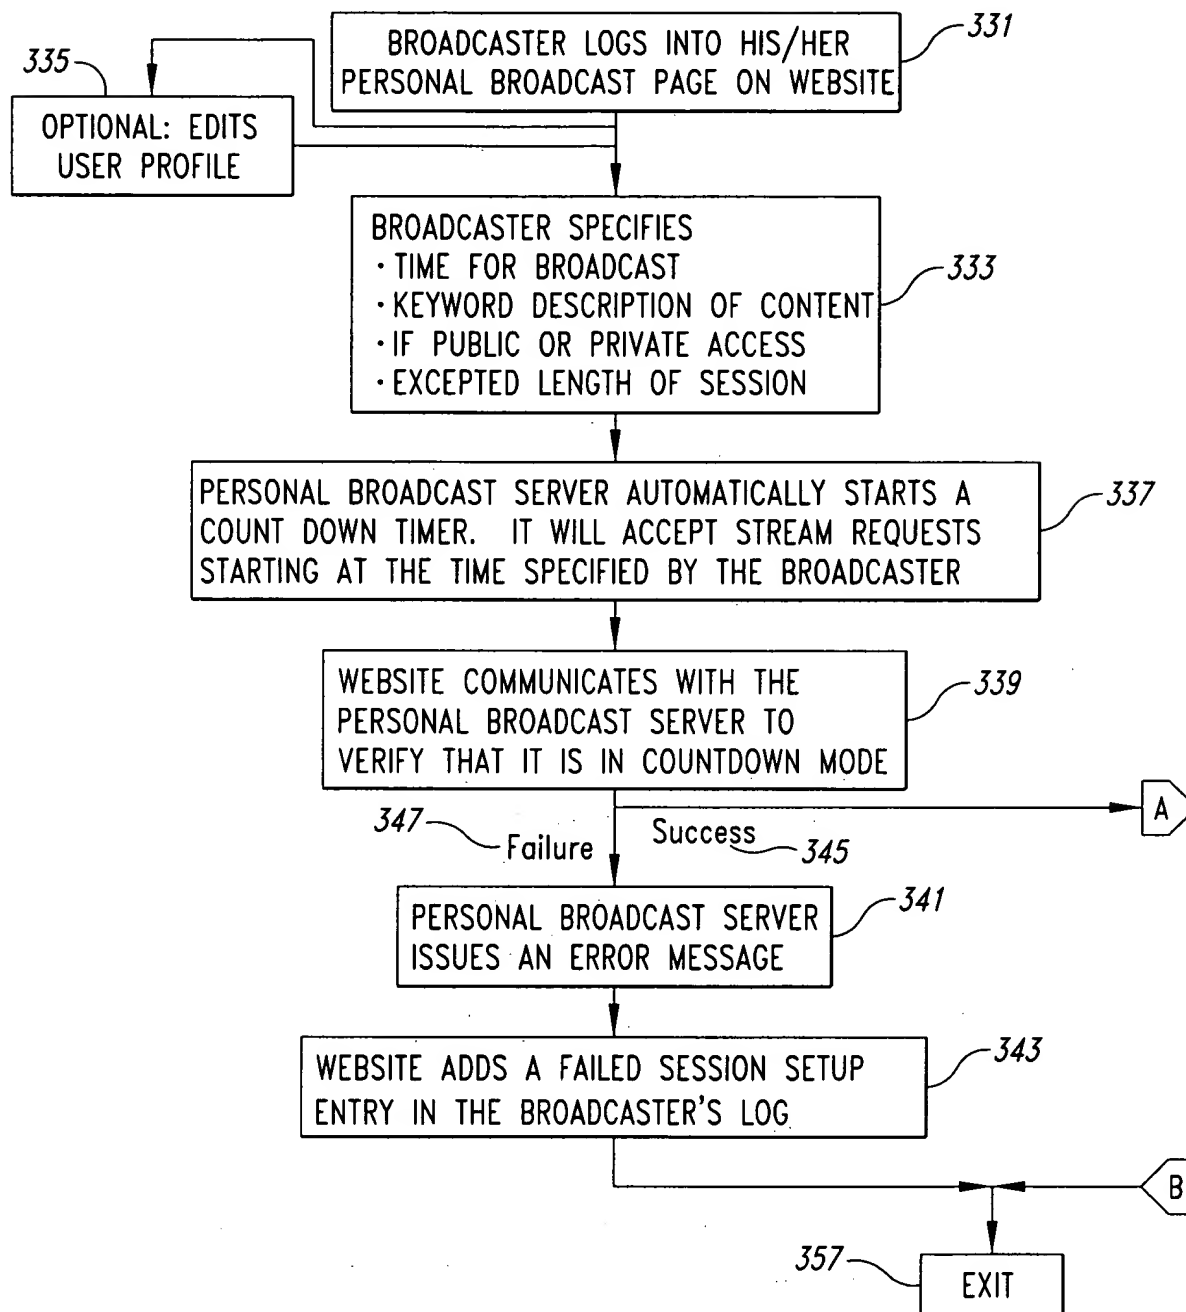 331
BROADCASTER LOGS INTO HIS/HER
PERSONAL BROADCAST PAGE ON WEBSITE
335
OPTIONAL: EDITS
USER PROFILE
BROADCASTER SPECIFIES
· TIME FOR BROADCAST
· KEYWORD DESCRIPTION OF CONTENT
· IF PUBLIC OR PRIVATE ACCESS
· EXCEPTED LENGTH OF SESSION
333
PERSONAL BROADCAST SERVER AUTOMATICALLY STARTS A
COUNT DOWN TIMER. IT WILL ACCEPT STREAM REQUESTS
STARTING AT THE TIME SPECIFIED BY THE BROADCASTER
337
WEBSITE COMMUNICATES WITH THE
PERSONAL BROADCAST SERVER TO
VERIFY THAT IT IS IN COUNTDOWN MODE
339
A
347
Failure
Success
345
PERSONAL BROADCAST SERVER
ISSUES AN ERROR MESSAGE
341
WEBSITE ADDS A FAILED SESSION SETUP
ENTRY IN THE BROADCASTER'S LOG
343
B
357
EXIT